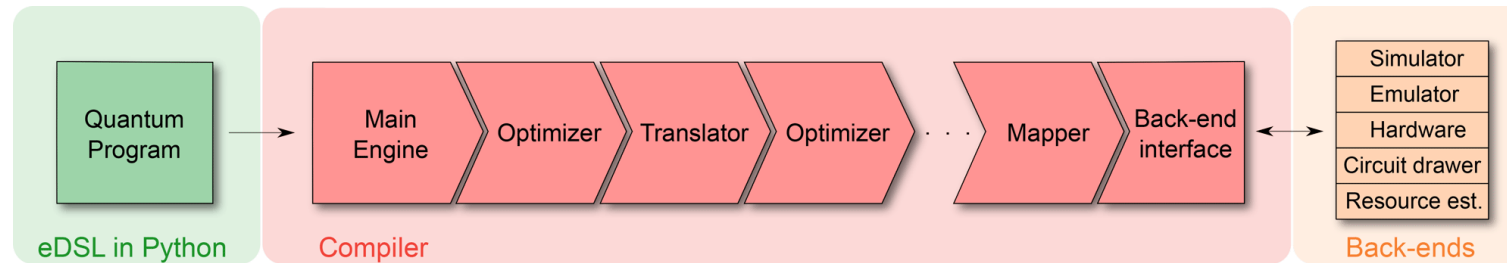 Quantum
Program
eDSL in Python
Main
Engine
Optimizer
Translator
Optimizer
. . .
Mapper
Back-end
interface
Compiler
Simulator
Emulator
Hardware
Circuit drawer
Resource est.
Back-ends